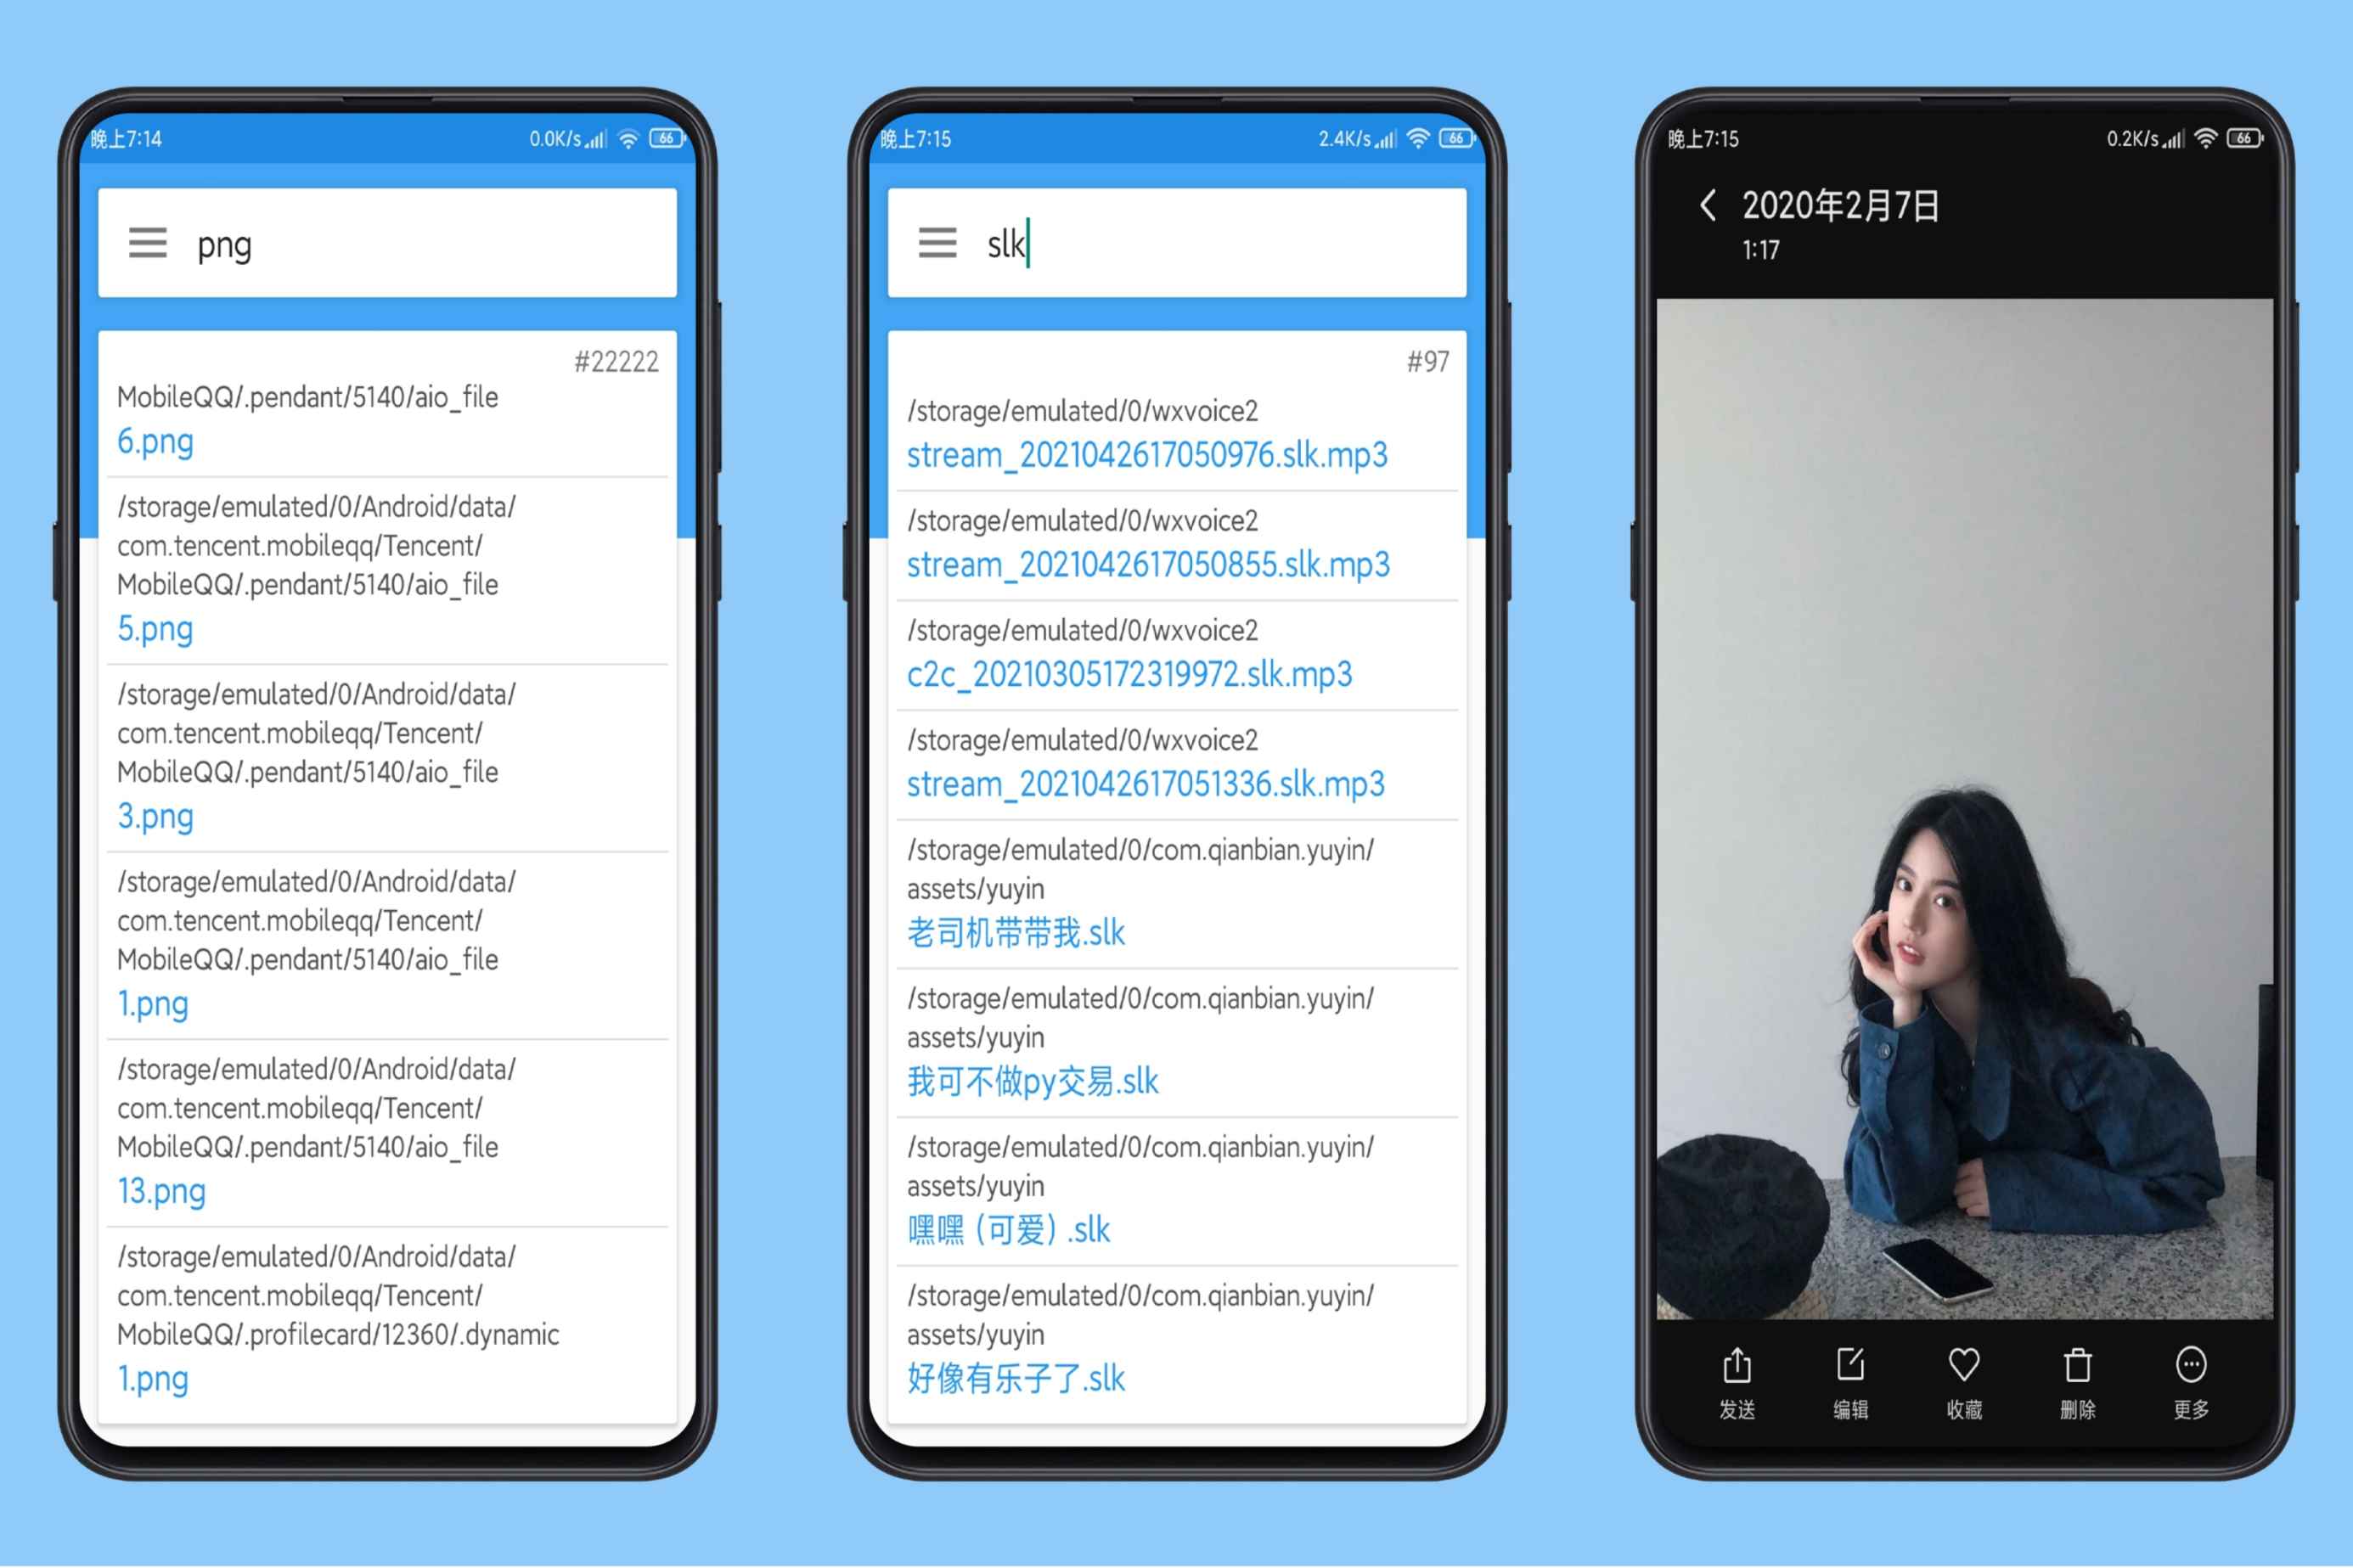 晚上7:14 0.0K/s 66
png
#22222
MobileQQ/.pendant/5140/aio_file
6.png
/storage/emulated/0/Android/data/
com.tencent.mobileqq/Tencent/
MobileQQ/.pendant/5140/aio_file
5.png
/storage/emulated/0/Android/data/
com.tencent.mobileqq/Tencent/
MobileQQ/.pendant/5140/aio_file
3.png
/storage/emulated/0/Android/data/
com.tencent.mobileqq/Tencent/
MobileQQ/.pendant/5140/aio_file
1.png
/storage/emulated/0/Android/data/
com.tencent.mobileqq/Tencent/
MobileQQ/.pendant/5140/aio_file
13.png
/storage/emulated/0/Android/data/
com.tencent.mobileqq/Tencent/
MobileQQ/.profilecard/12360/.dynamic
1.png
晚上7:15 2.4K/s 66
slk
#97
/storage/emulated/0/wxvoice2
stream_2021042617050976.slk.mp3
/storage/emulated/0/wxvoice2
stream_2021042617050855.slk.mp3
/storage/emulated/0/wxvoice2
c2c_20210305172319972.slk.mp3
/storage/emulated/0/wxvoice2
stream_2021042617051336.slk.mp3
/storage/emulated/0/com.qianbian.yuyin/
assets/yuyin
老司机带带我.slk
/storage/emulated/0/com.qianbian.yuyin/
assets/yuyin
我可不做py交易.slk
/storage/emulated/0/com.qianbian.yuyin/
assets/yuyin
嘿嘿（可爱）.slk
/storage/emulated/0/com.qianbian.yuyin/
assets/yuyin
好像有乐子了.slk
晚上7:15 0.2K/s 66
2020年2月7日
1:17
发送 编辑 收藏 删除 更多